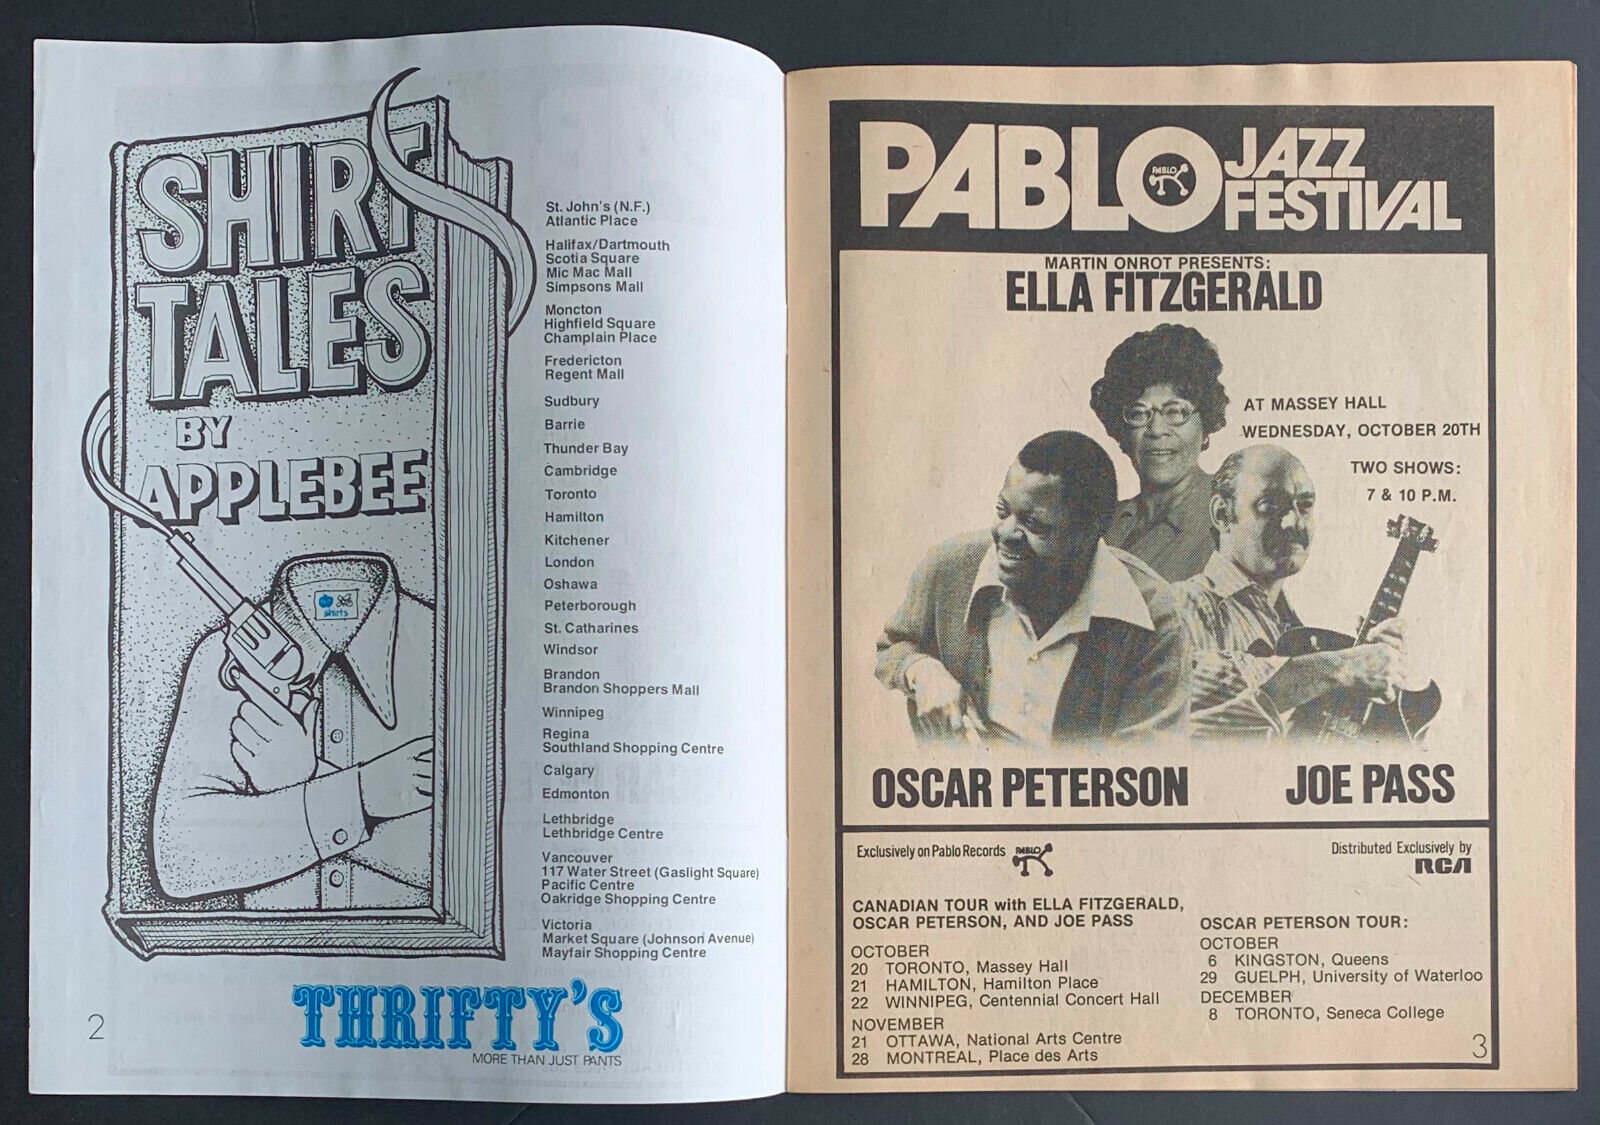 SHIRT
TALES
BY
APPLEBEE
shirts
St. John's (N.F.)
Atlantic Place
Halifax/Dartmouth
Scotia Square
Mic Mac Mall
Simpsons Mall
Moncton
Highfield Square
Champlain Place
Fredericton
Regent Mall
Sudbury
Barrie
Thunder Bay
Cambridge
Toronto
Hamilton
Kitchener
London
Oshawa
Peterborough
St. Catharines
Windsor
Brandon
Brandon Shoppers Mall
Winnipeg
Regina
Southland Shopping Centre
Calgary
Edmonton
Lethbridge
Lethbridge Centre
Vancouver
117 Water Street (Gaslight Square)
Pacific Centre
Oakridge Shopping Centre
Victoria
Market Square (Johnson Avenue)
Mayfair Shopping Centre
THRIFTY'S
MORE THAN JUST PANTS
2
PABLO JAZZ
FESTIVAL
PABLO
MARTIN ONROT PRESENTS:
ELLA FITZGERALD
AT MASSEY HALL
WEDNESDAY, OCTOBER 20TH
TWO SHOWS:
7 & 10 P.M.
OSCAR PETERSON JOE PASS
Exclusively on Pablo Records PABLO
Distributed Exclusively by
RCA
CANADIAN TOUR with ELLA FITZGERALD,
OSCAR PETERSON, AND JOE PASS
OCTOBER
20 TORONTO, Massey Hall
21 HAMILTON, Hamilton Place
22 WINNIPEG, Centennial Concert Hall
NOVEMBER
21 OTTAWA, National Arts Centre
28 MONTREAL, Place des Arts
OSCAR PETERSON TOUR:
OCTOBER
6 KINGSTON, Queens
29 GUELPH, University of Waterloo
DECEMBER
8 TORONTO, Seneca College
3